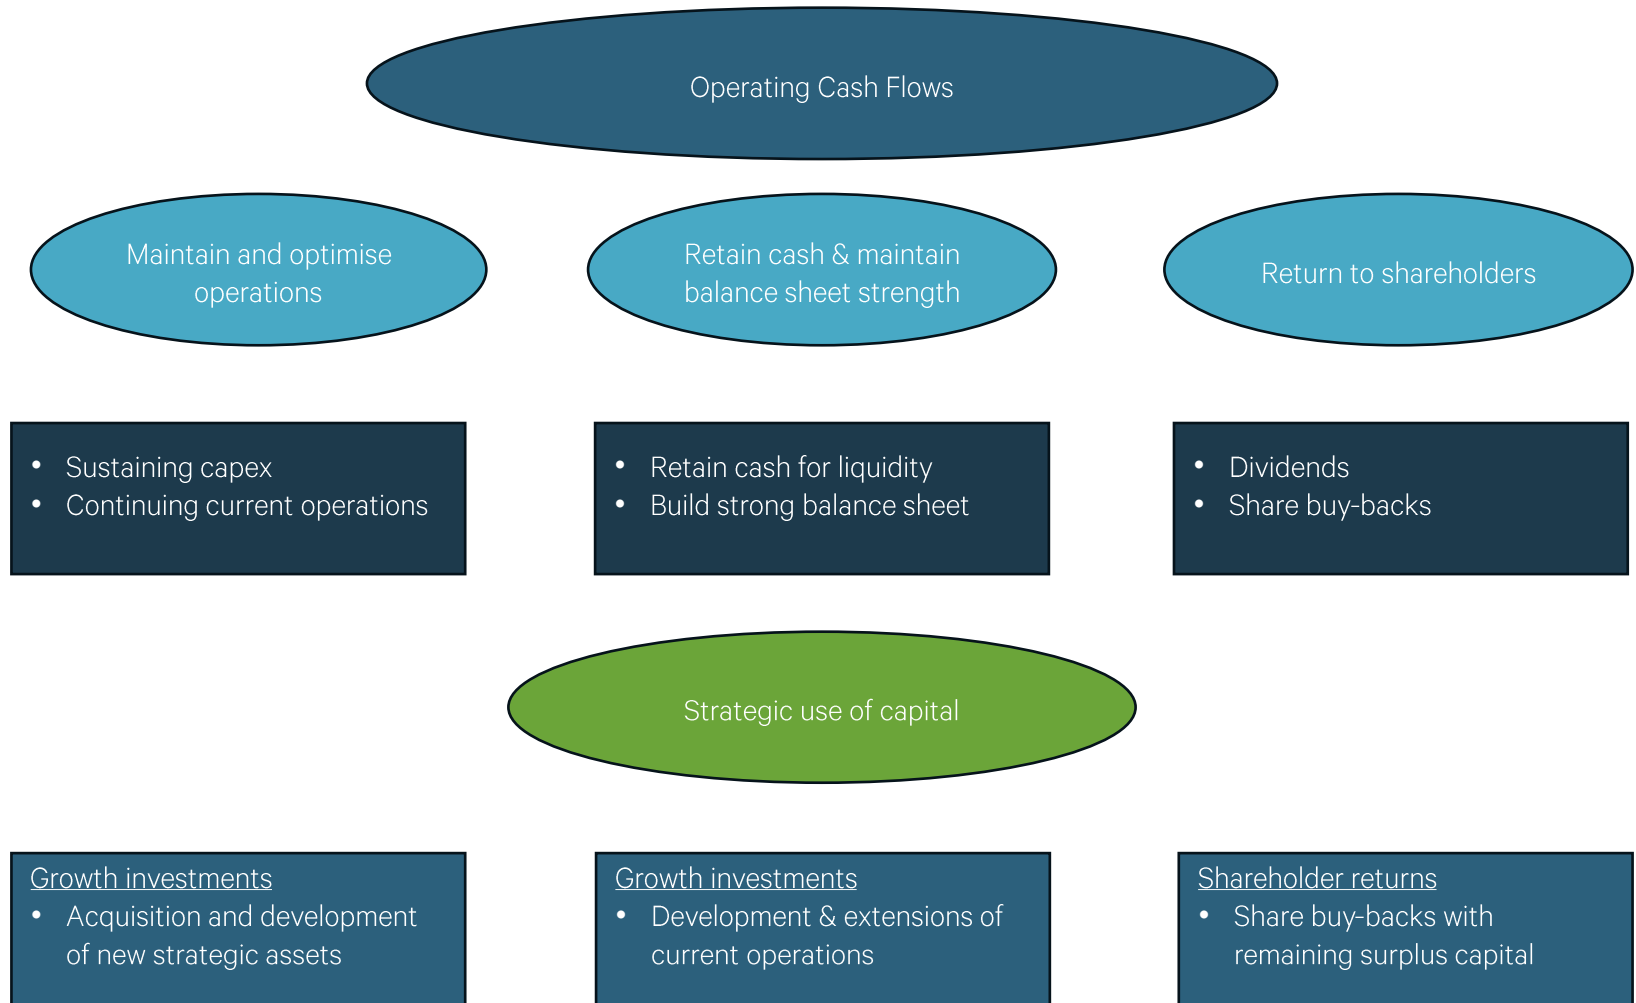 Operating Cash Flows
Maintain and optimise
operations
Retain cash & maintain
balance sheet strength
Return to shareholders
• Sustaining capex
• Continuing current operations
• Retain cash for liquidity
• Build strong balance sheet
• Dividends
• Share buy-backs
Strategic use of capital
Growth investments
• Acquisition and development
of new strategic assets
Growth investments
• Development & extensions of
current operations
Shareholder returns
• Share buy-backs with
remaining surplus capital